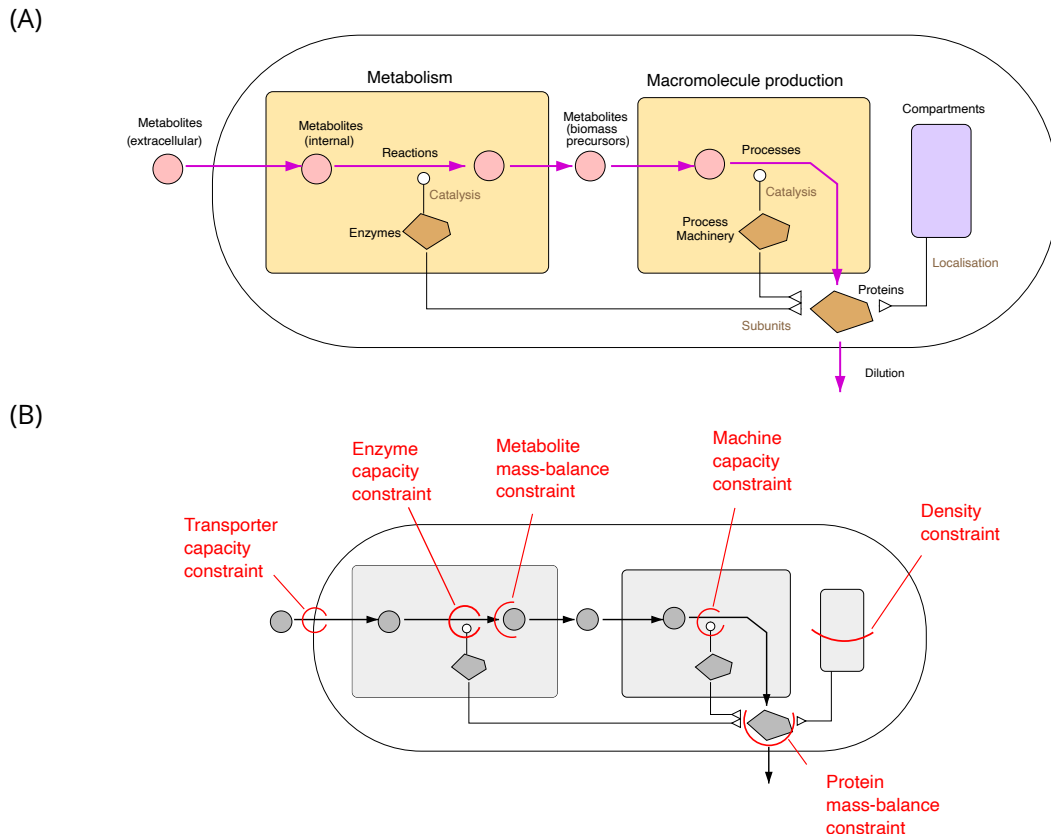 (A)
Metabolism
Macromolecule production
Compartments
Metabolites
(extracellular)
Metabolites
(internal)
Reactions
Metabolites
(biomass
precursors)
Processes
Catalysis
Catalysis
Enzymes
Process
Machinery
Localisation
Proteins
Subunits
Dilution
(B)
Enzyme
capacity
constraint
Metabolite
mass-balance
constraint
Machine
capacity
constraint
Transporter
capacity
constraint
Density
constraint
Protein
mass-balance
constraint